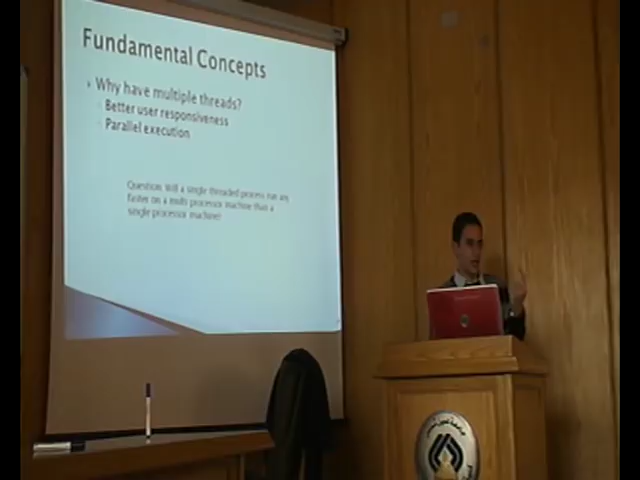 Fundamental Concepts
Why have multiple threads?
Better user responsiveness
Parallel execution
Question: Will a single threaded process run any
faster on a multi processor machine than a
single processor machine?